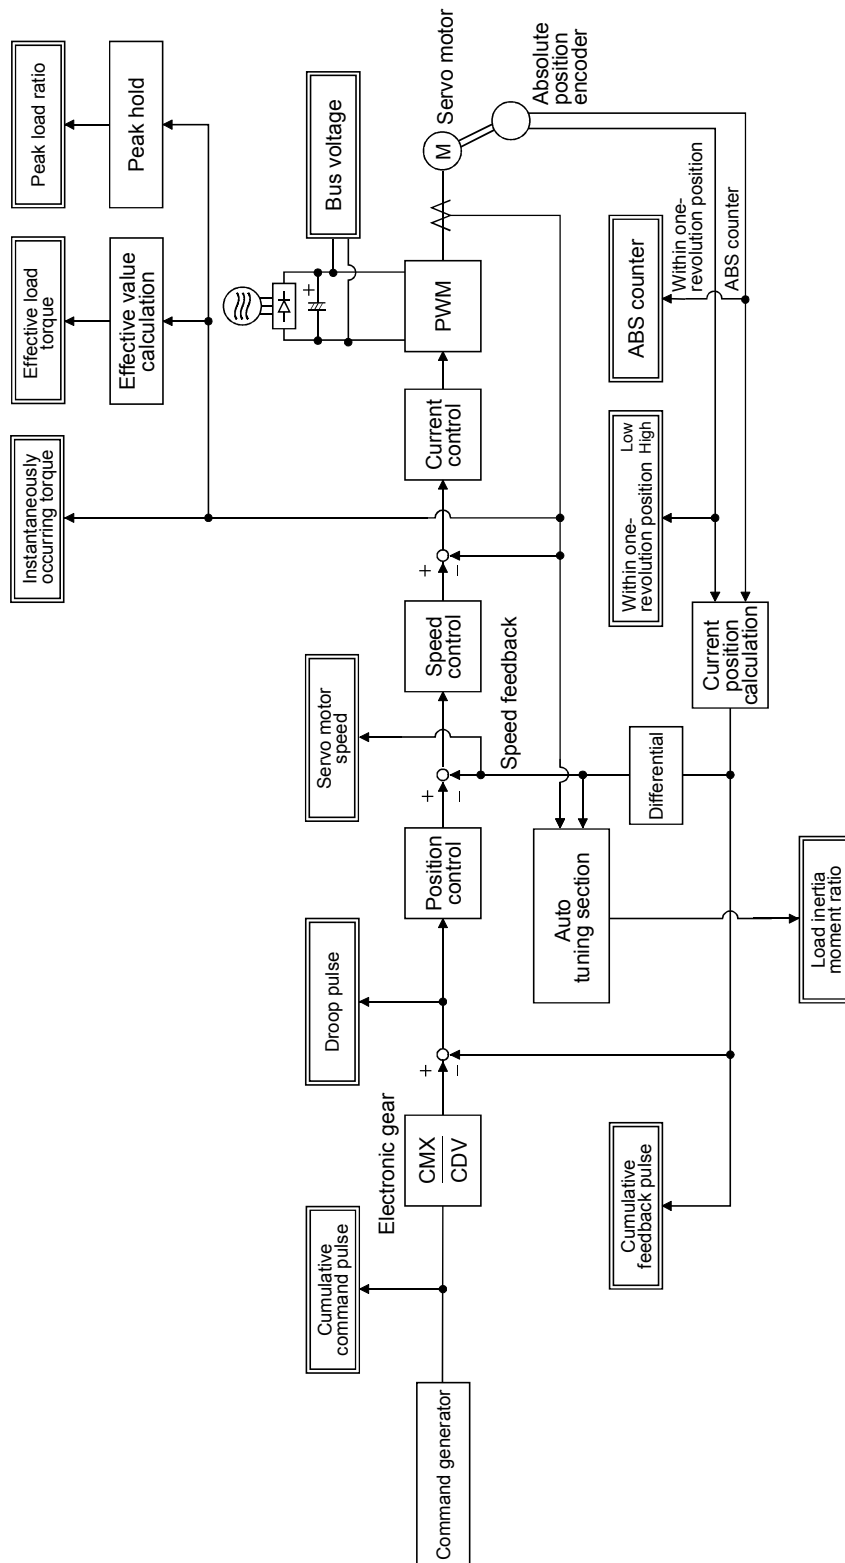 Instantaneously
occurring torque
Effective load
torque
Peak load ratio
Effective value
calculation
Peak hold
Cumulative
command pulse
Droop pulse
Servo motor
speed
Bus voltage
+
Command generator
Electronic gear
CMX
CDV
+
−
Position
control
+
−
Speed
control
+
−
Current
control
PWM
M
Servo motor
Absolute
position
encoder
Speed feedback
Auto
tuning section
Differential
Cumulative
feedback pulse
Within one-
revolution position
Low
High
ABS counter
Within one-
revolution position
ABS counter
Current
position
calculation
Load inertia
moment ratio